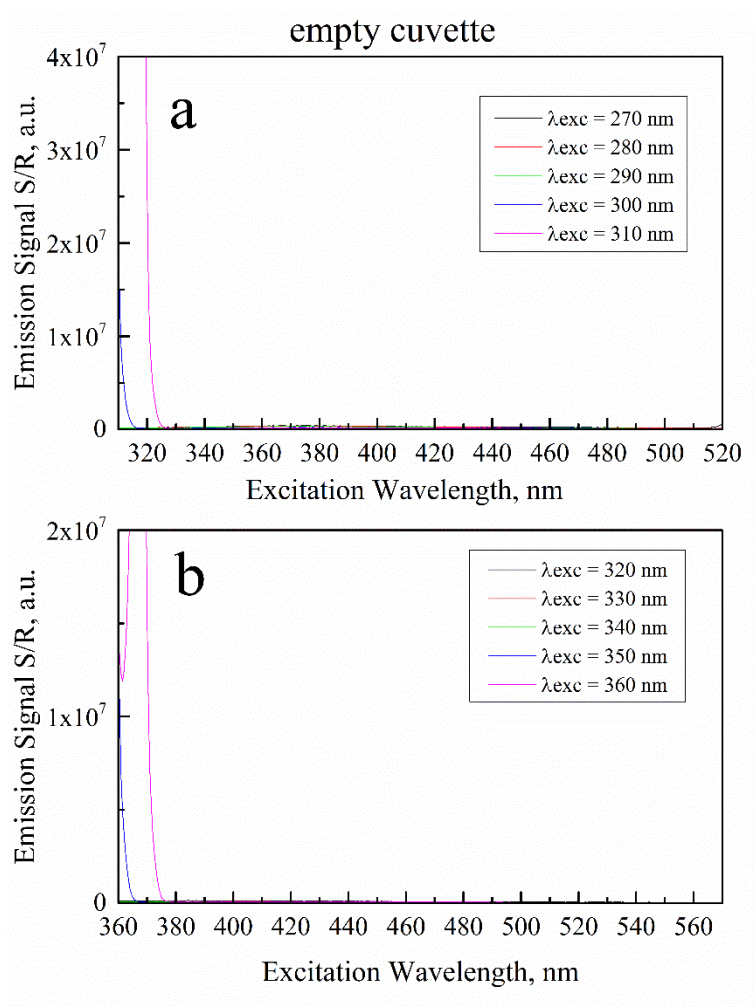 empty cuvette
4x10⁷
3x10⁷
2x10⁷
1x10⁷
0
Emission Signal S/R, a.u.
a
λexc = 270 nm
λexc = 280 nm
λexc = 290 nm
λexc = 300 nm
λexc = 310 nm
320 340 360 380 400 420 440 460 480 500 520
Excitation Wavelength, nm
2x10⁷
1x10⁷
0
Emission Signal S/R, a.u.
b
λexc = 320 nm
λexc = 330 nm
λexc = 340 nm
λexc = 350 nm
λexc = 360 nm
360 380 400 420 440 460 480 500 520 540 560
Excitation Wavelength, nm